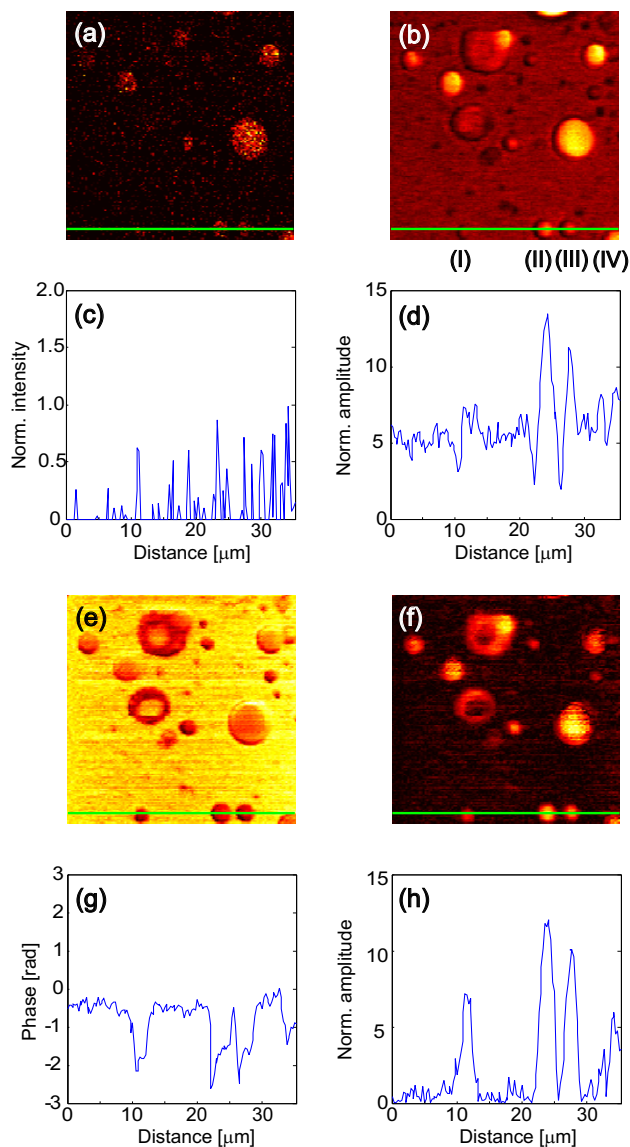 (a) (b)
(I) (II) (III) (IV)
(c) (d)
2.0
1.5
1.0
0.5
0
Norm. intensity
0 10 20 30
Distance [μm]
15
10
5
0
Norm. amplitude
0 10 20 30
Distance [μm]
(e) (f)
(g) (h)
3
2
1
0
-1
-2
-3
Phase [rad]
0 10 20 30
Distance [μm]
15
10
5
0
Norm. amplitude
0 10 20 30
Distance [μm]